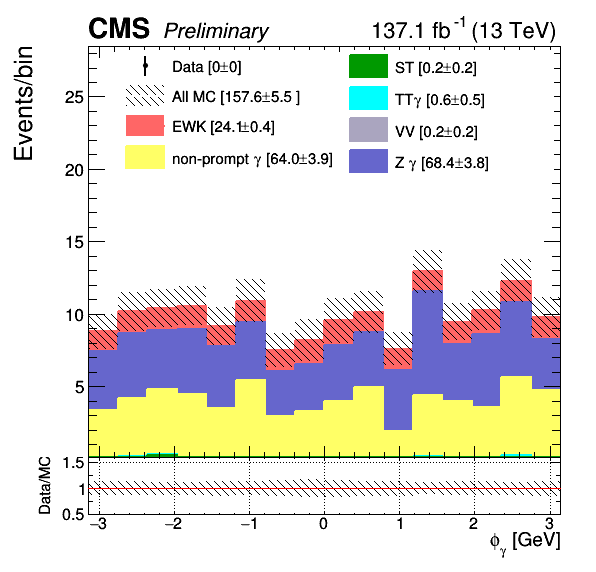 CMS Preliminary 137.1 fb⁻¹ (13 TeV)
Events/bin
Data [0±0]
All MC [157.6±5.5 ]
EWK [24.1±0.4]
non-prompt γ [64.0±3.9]
ST [0.2±0.2]
TTγ [0.6±0.5]
VV [0.2±0.2]
Z γ [68.4±3.8]
25
20
15
10
5
Data/MC
1.5
1
0.5
−3 −2 −1 0 1 2 3
ϕγ [GeV]